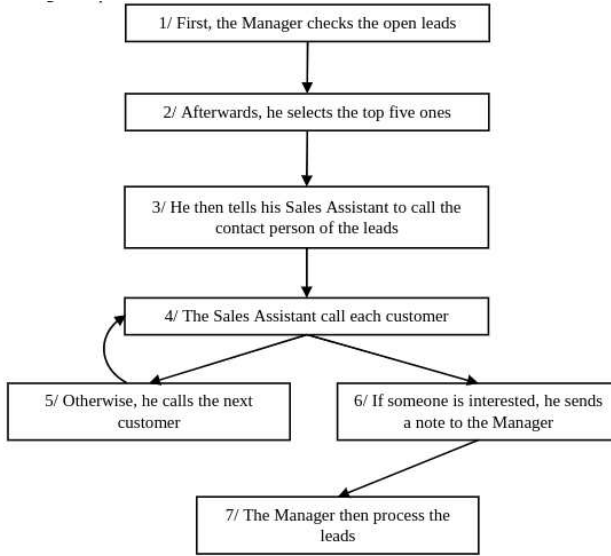 1/ First, the Manager checks the open leads
2/ Afterwards, he selects the top five ones
3/ He then tells his Sales Assistant to call the
contact person of the leads
4/ The Sales Assistant call each customer
5/ Otherwise, he calls the next
customer
6/ If someone is interested, he sends
a note to the Manager
7/ The Manager then process the
leads